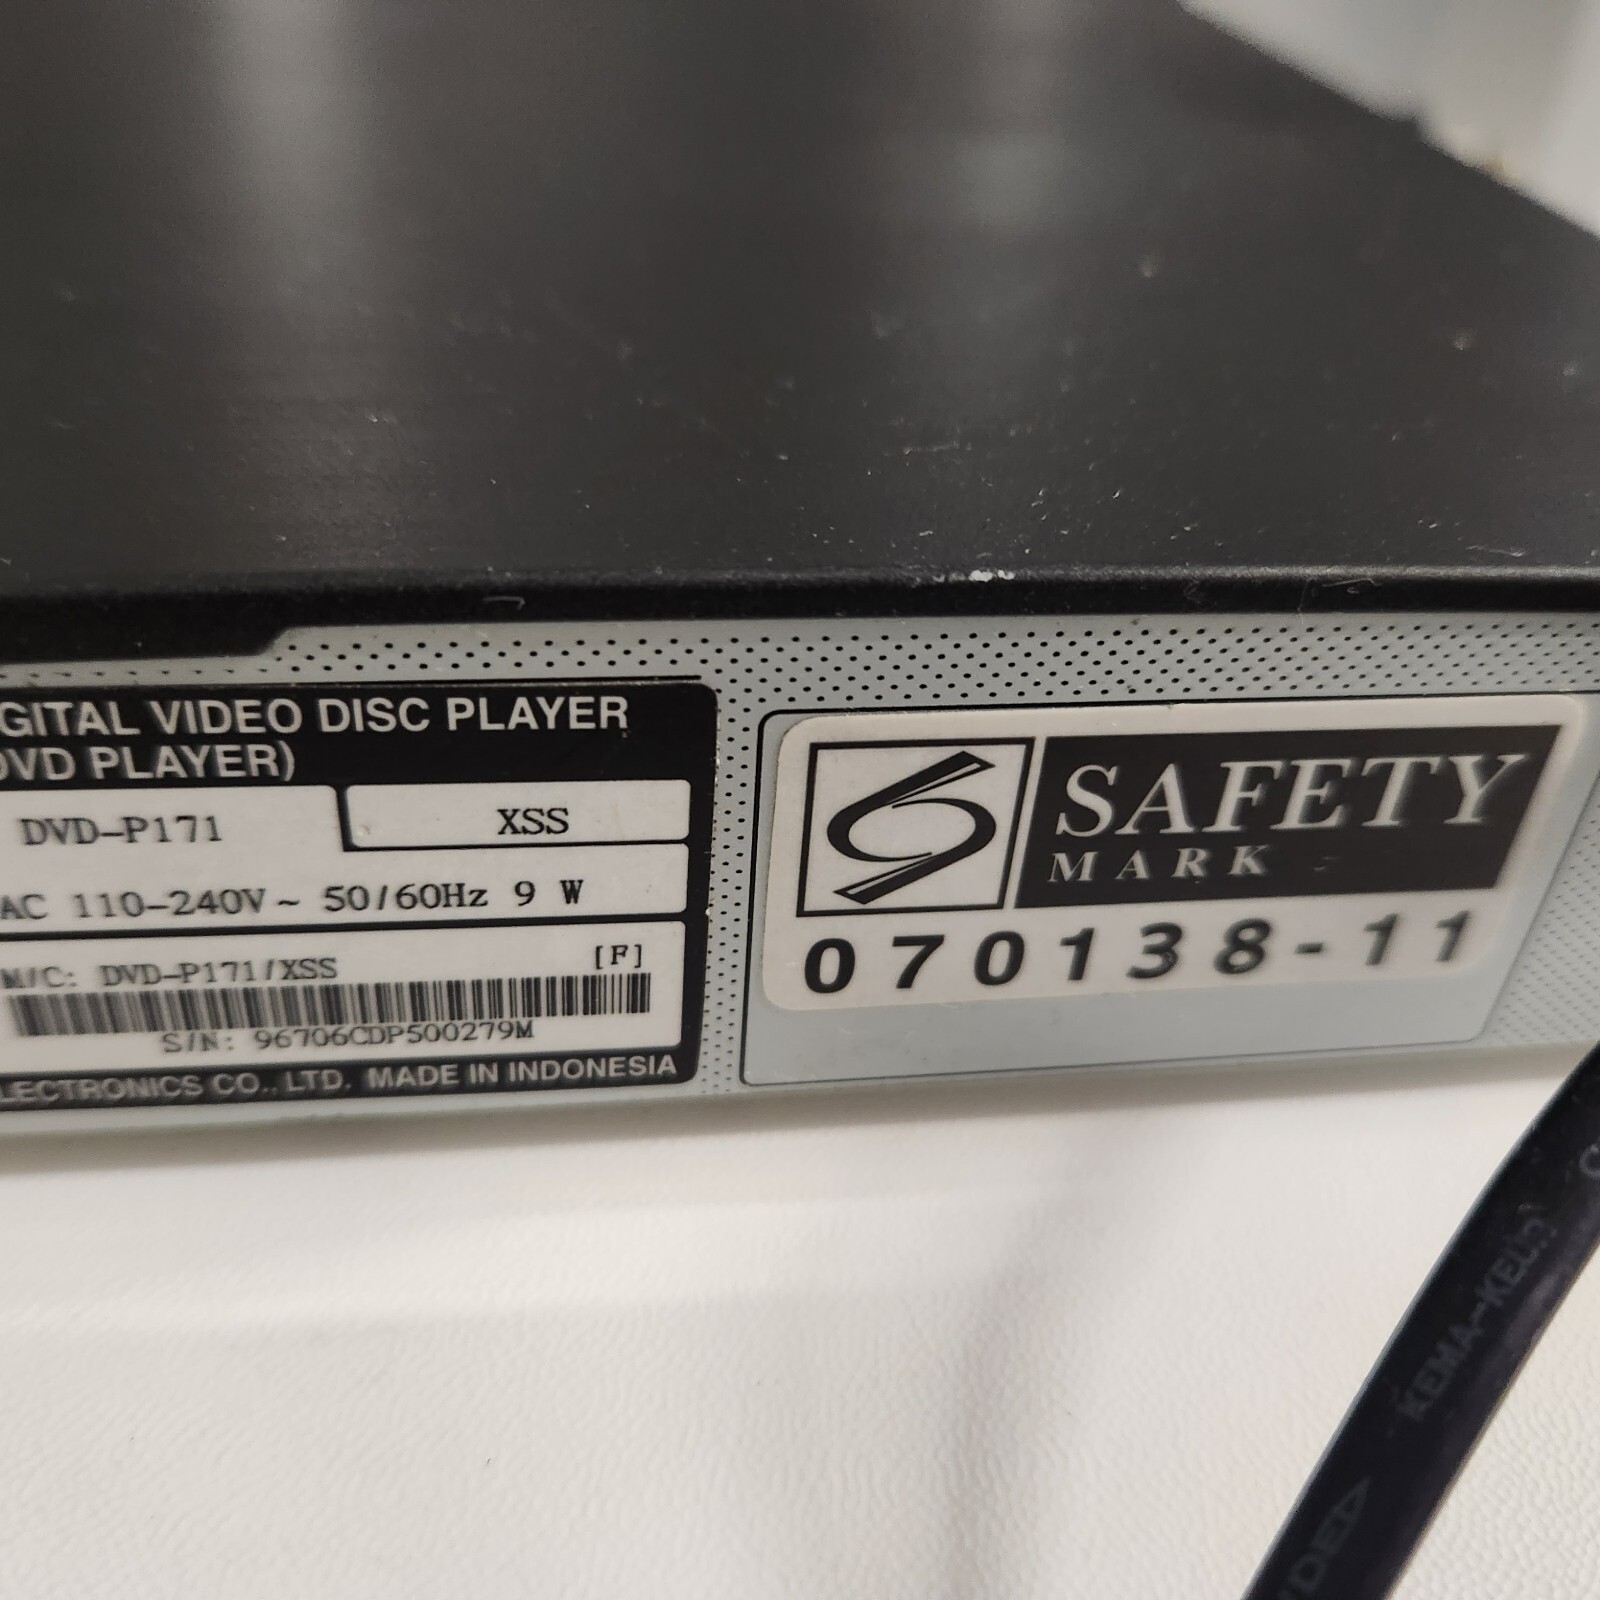 GITAL VIDEO DISC PLAYER
DVD PLAYER)
DVD-P171
XSS
AC 110-240V ~ 50/60Hz 9 W
M/C: DVD-P171/XSS
[F]
S/N: 96706CDP500279M
LECTRONICS CO., LTD. MADE IN INDONESIA
SAFETY
MARK
070138-11
KEMA-KEUR